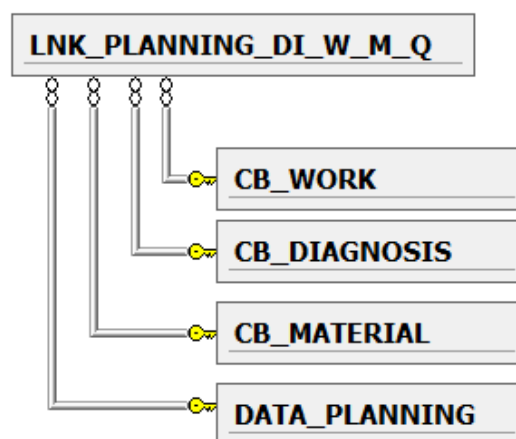 LNK_PLANNING_DI_W_M_Q
CB_WORK
CB_DIAGNOSIS
CB_MATERIAL
DATA_PLANNING